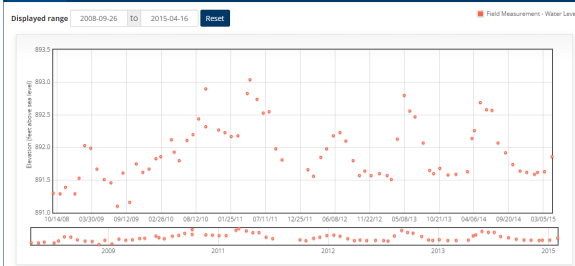 Displayed range 2008-09-26 to 2015-04-16 Reset
Field Measurement - Water Leve
Elevation (feet above sea level)
893.5
893.0
892.5
892.0
891.5
891.0
10/14/08 03/30/09 09/12/09 02/26/10 08/12/10 01/25/11 07/11/11 12/25/11 06/08/12 11/22/12 05/08/13 10/21/13 04/06/14 09/20/14 03/05/15
2009 2011 2012 2013 2015